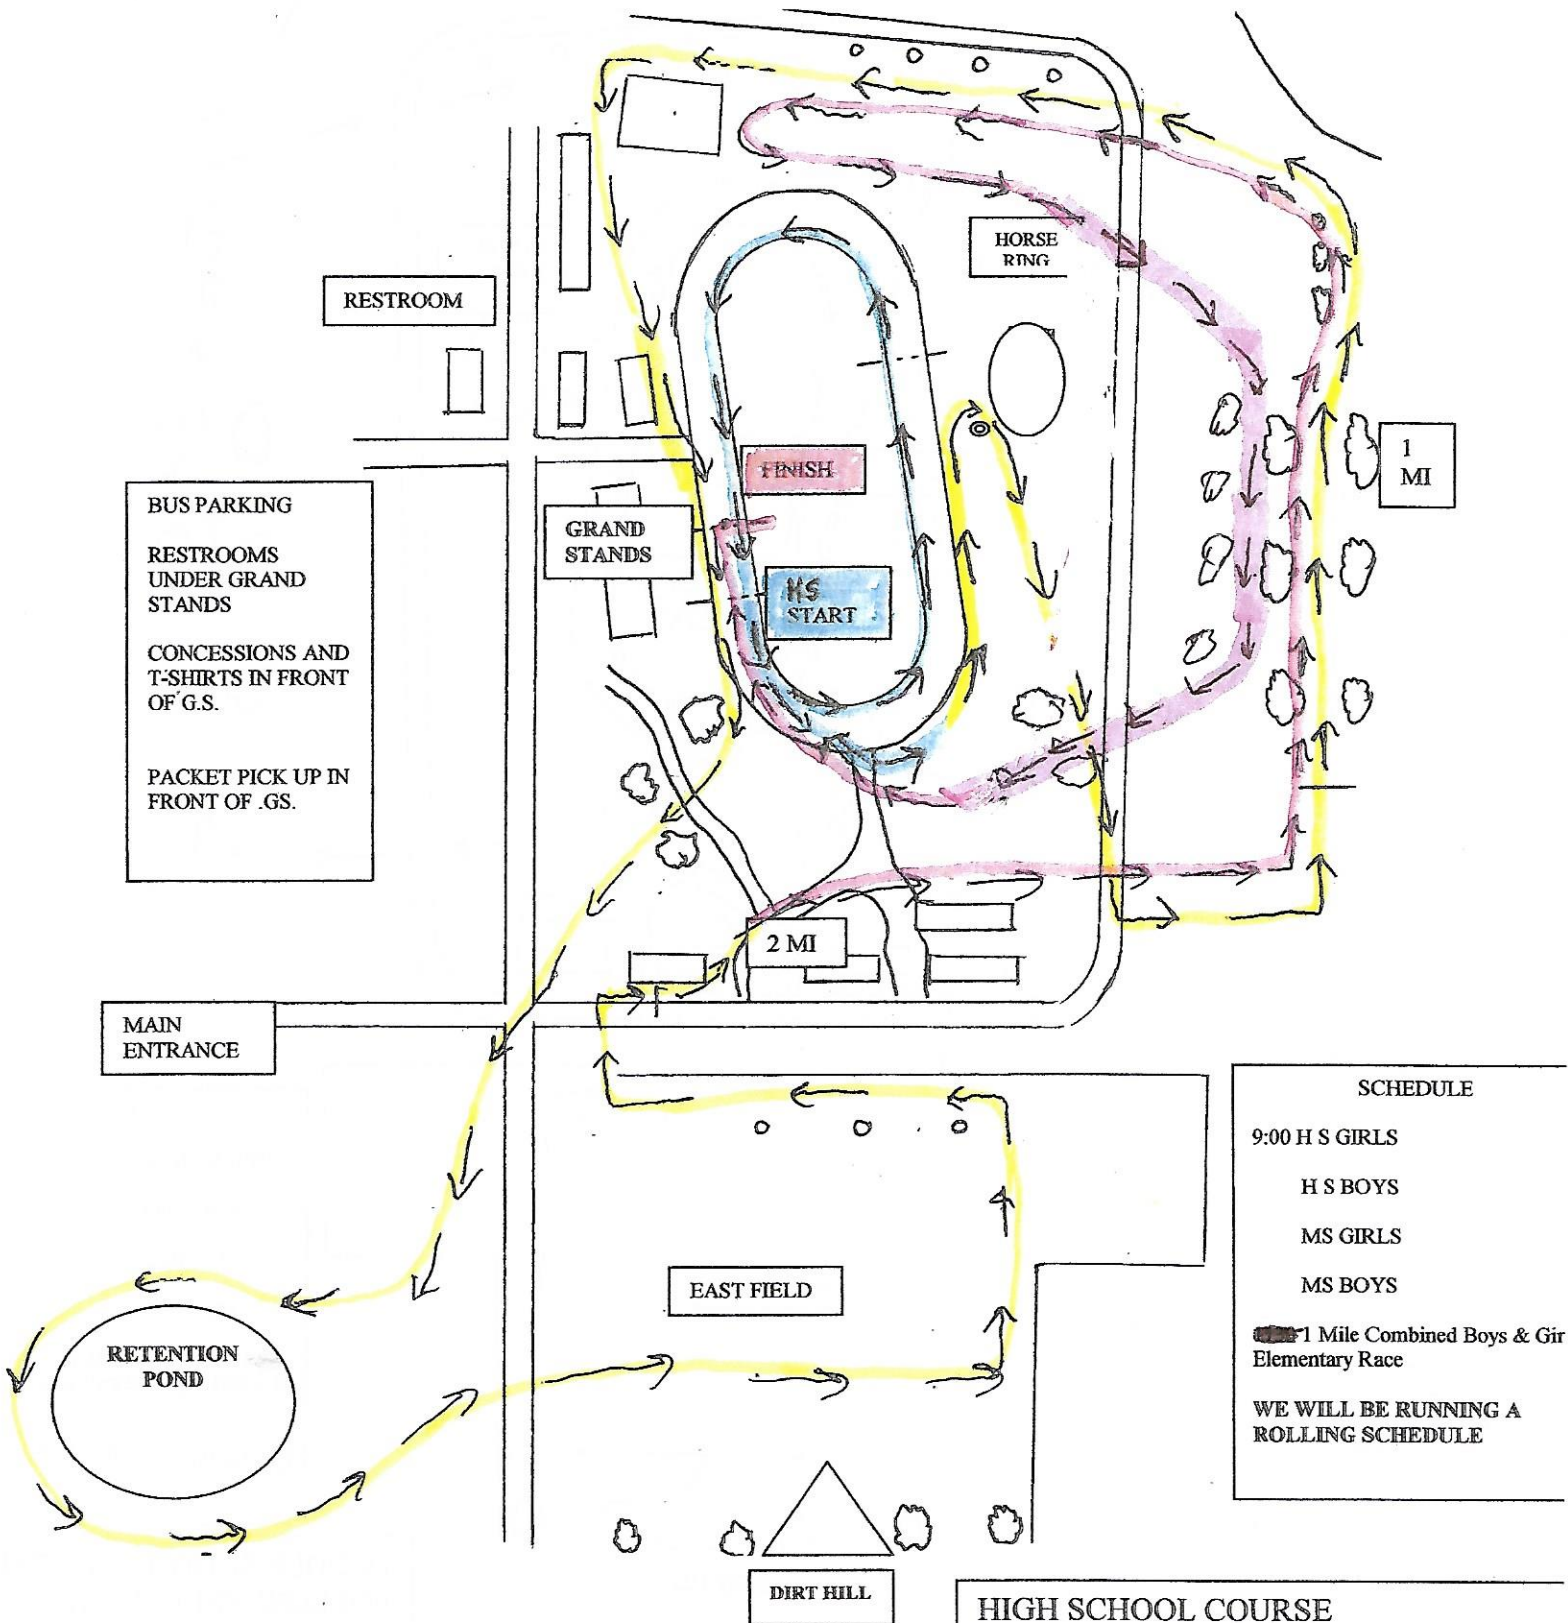 HORSE
RING
RESTROOM
1
MI
FINISH
BUS PARKING
RESTROOMS
UNDER GRAND
STANDS
CONCESSIONS AND
T-SHIRTS IN FRONT
OF G.S.
PACKET PICK UP IN
FRONT OF .GS.
GRAND
STANDS
HS
START
2 MI
MAIN
ENTRANCE
SCHEDULE
9:00 H S GIRLS
H S BOYS
MS GIRLS
MS BOYS
1 Mile Combined Boys & Gir
Elementary Race
WE WILL BE RUNNING A
ROLLING SCHEDULE
EAST FIELD
RETENTION
POND
DIRT HILL
HIGH SCHOOL COURSE